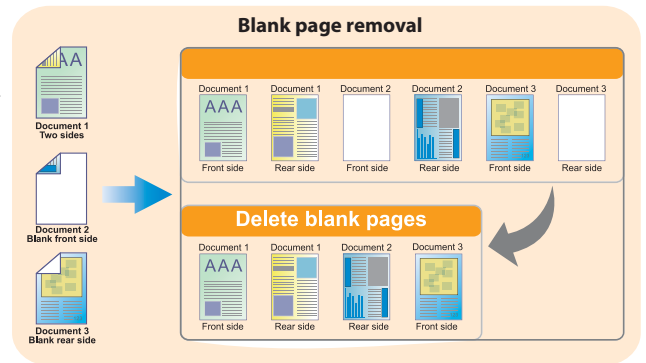 Blank page removal
AAA
Document 1
Two sides
Document 2
Blank front side
Document 3
Blank rear side
Document 1 Document 1 Document 2 Document 2 Document 3 Document 3
AAA
Front side Rear side Front side Rear side Front side Rear side
Delete blank pages
Document 1 Document 1 Document 2 Document 3
AAA
Front side Rear side Rear side Front side